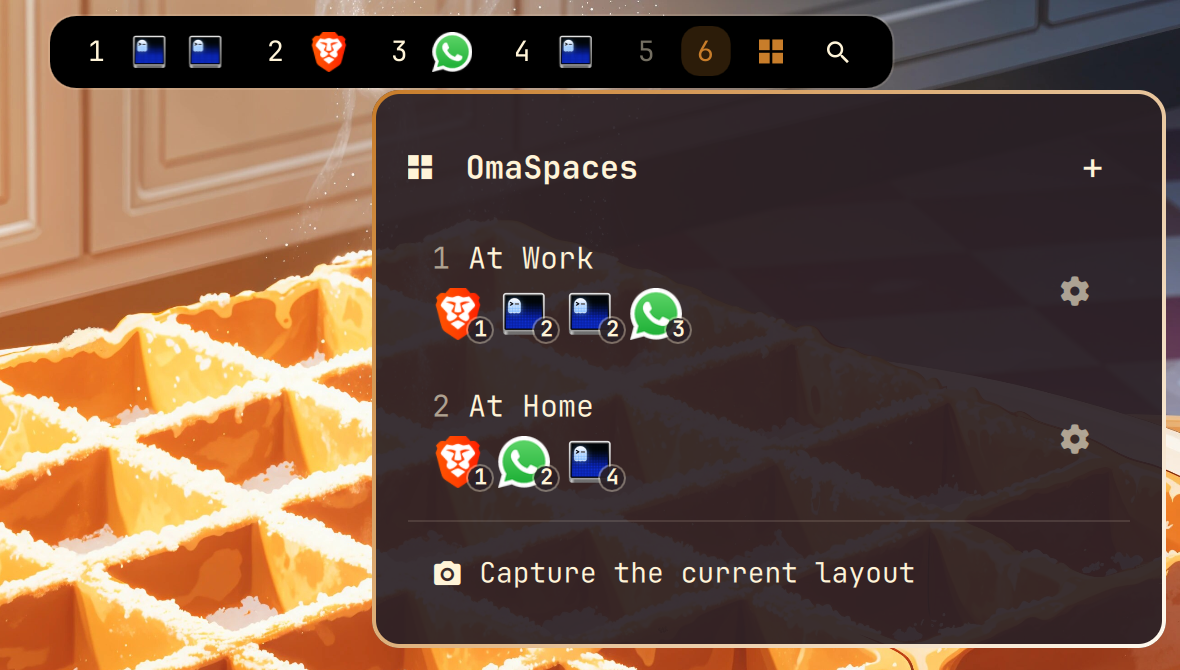 1 2 3 4 5 6
OmaSpaces +
1 At Work
1 2 2 3
2 At Home
1 2 4
Capture the current layout